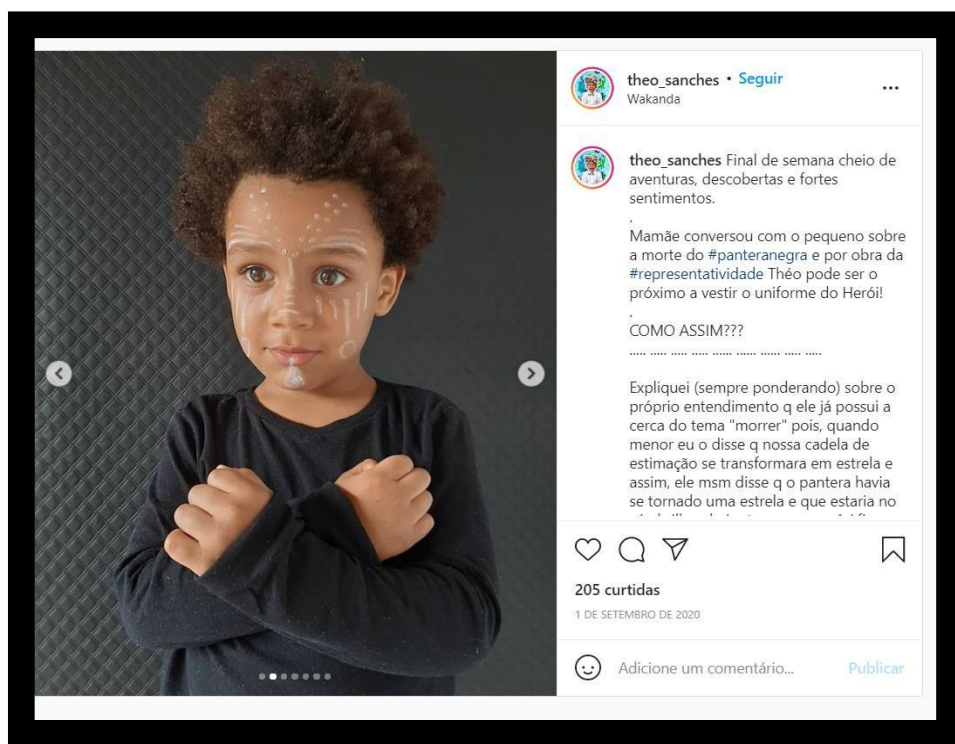 theo_sanches • Seguir
Wakanda
theo_sanches Final de semana cheio de
aventuras, descobertas e fortes
sentimentos.
.
Mamãe conversou com o pequeno sobre
a morte do #panteranegra e por obra da
#representatividade Théo pode ser o
próximo a vestir o uniforme do Herói!
.
COMO ASSIM???
..... ..... ..... ..... ...... ...... ..... ..... .....
Expliquei (sempre ponderando) sobre o
próprio entendimento q ele já possui a
cerca do tema "morrer" pois, quando
menor eu o disse q nossa cadela de
estimação se transformara em estrela e
assim, ele msm disse q o pantera havia
se tornado uma estrela e que estaria no
205 curtidas
1 DE SETEMBRO DE 2020
Adicione um comentário... Publicar